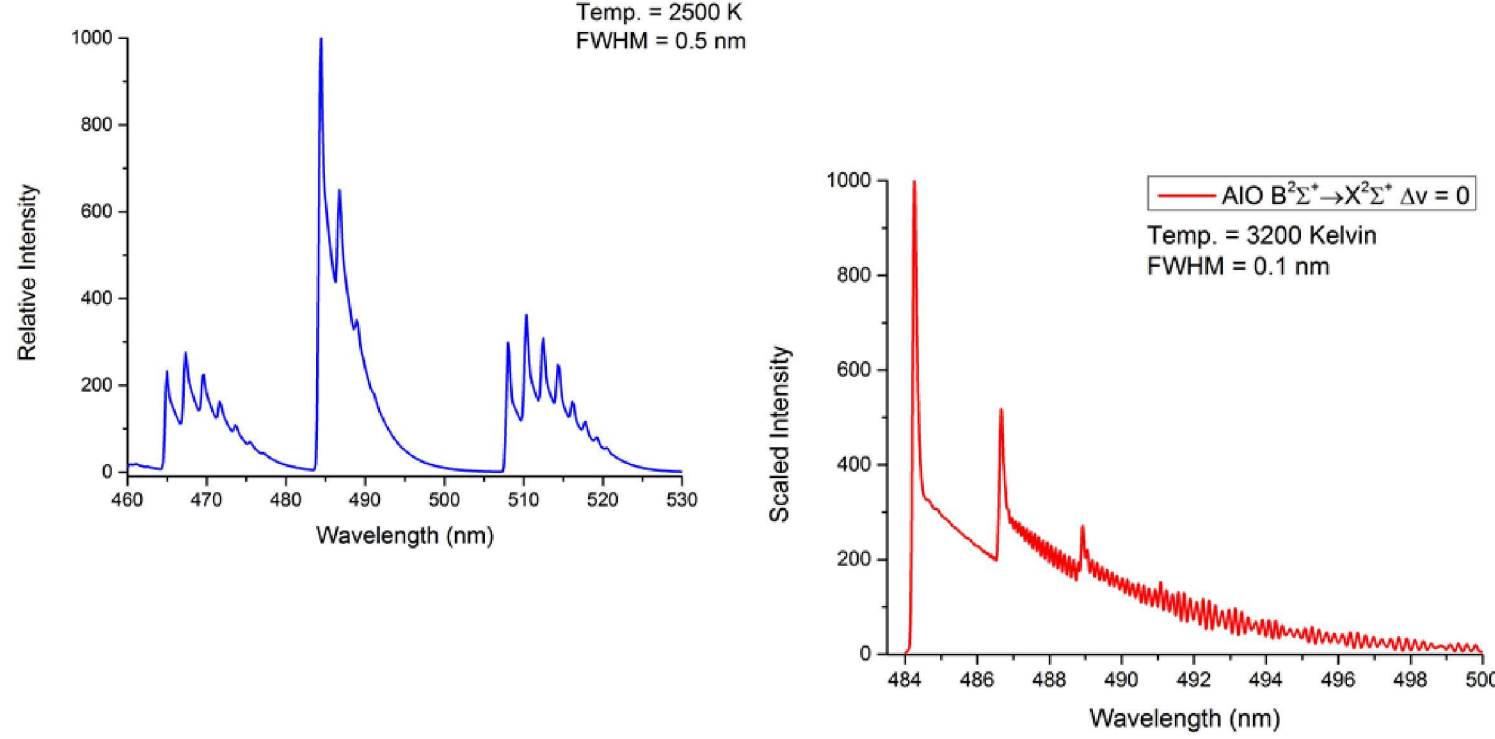 Temp. = 2500 K
FWHM = 0.5 nm
1000
800
600
400
200
0
Relative Intensity
460 470 480 490 500 510 520 530
Wavelength (nm)
AlO B²Σ⁺→X²Σ⁺ Δv = 0
Temp. = 3200 Kelvin
FWHM = 0.1 nm
1000
800
600
400
200
0
Scaled Intensity
484 486 488 490 492 494 496 498 500
Wavelength (nm)